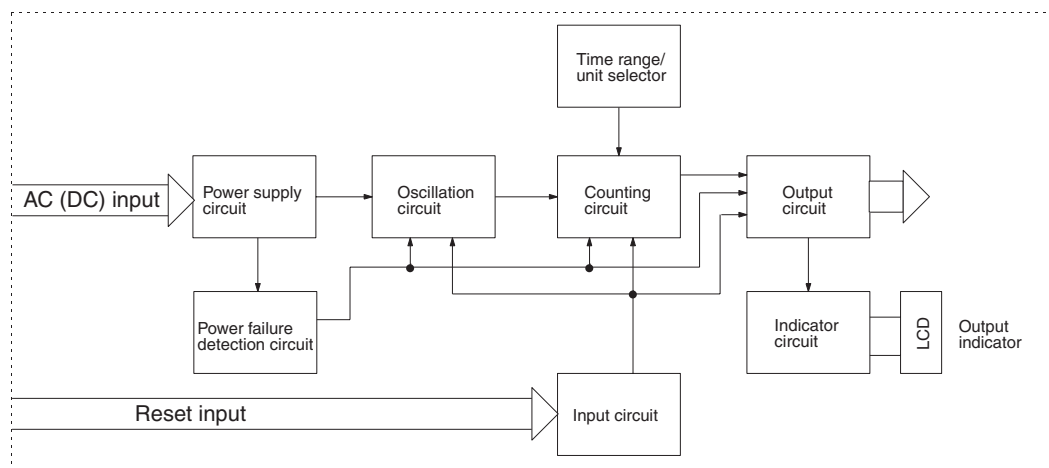 Time range/
unit selector
AC (DC) input
Power supply
circuit
Oscillation
circuit
Counting
circuit
Output
circuit
Power failure
detection circuit
Indicator
circuit
LCD
Output
indicator
Reset input
Input circuit